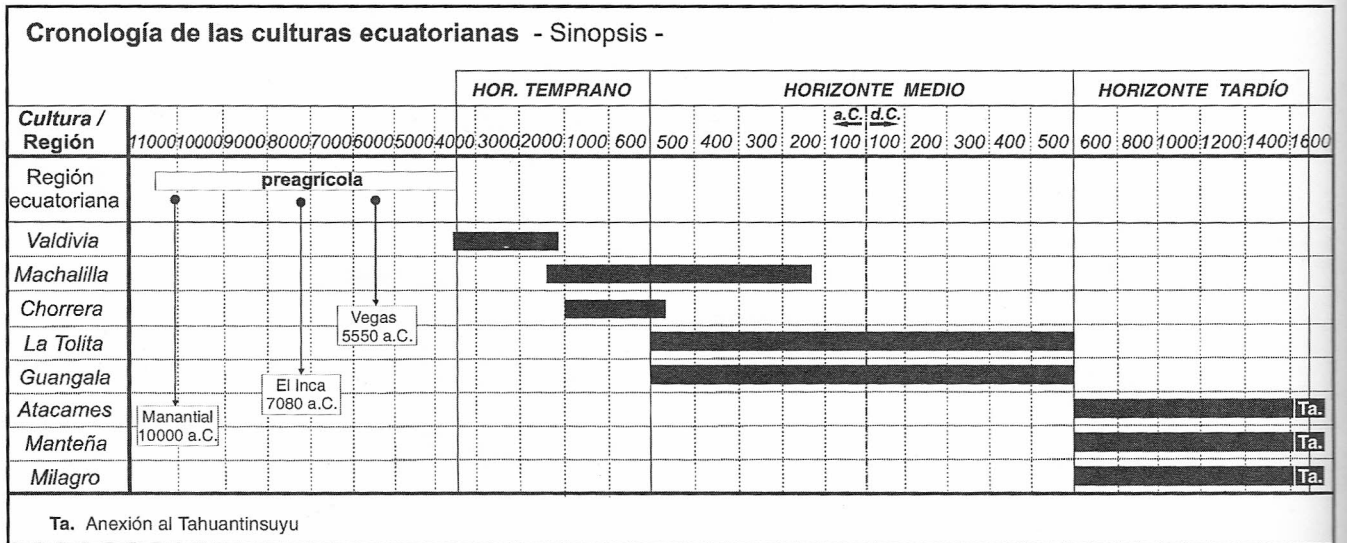 Cronología de las culturas ecuatorianas - Sinopsis -
HOR. TEMPRANO HORIZONTE MEDIO HORIZONTE TARDÍO
Cultura / a.C. d.C.
Región 11000 10000 9000 8000 7000 6000 5000 4000 3000 2000 1000 600 500 400 300 200 100 100 200 300 400 500 600 800 1000 1200 1400 1600
Región preagrícola
ecuatoriana
Valdivia
Machalilla
Chorrera
Vegas
5550 a.C.
La Tolita
Guangala
El Inca
7080 a.C.
Atacames Ta.
Manantial
10000 a.C.
Manteña Ta.
Milagro Ta.
Ta. Anexión al Tahuantinsuyu